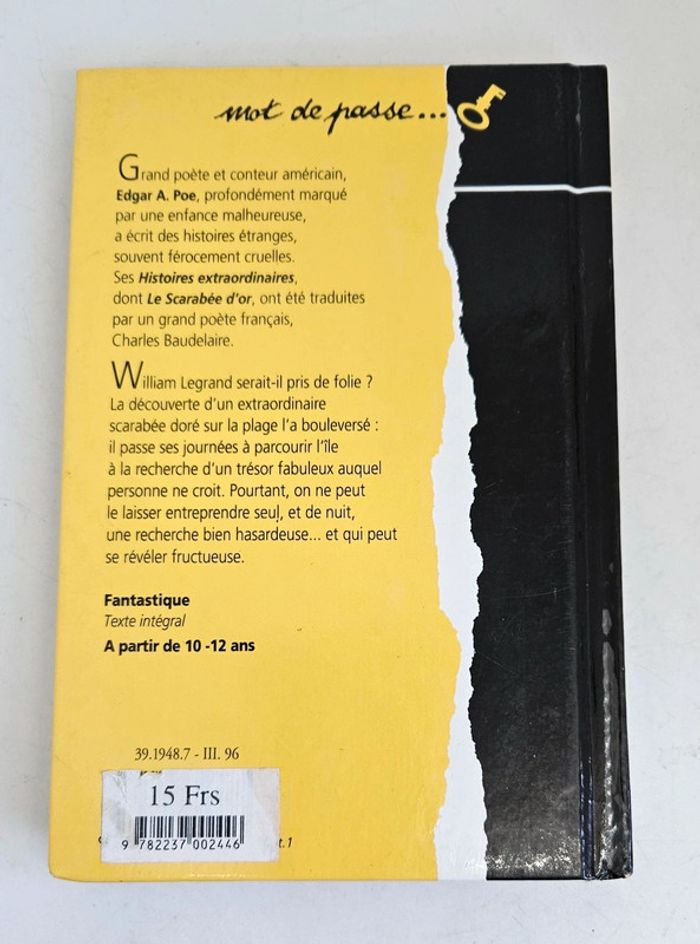 mot de passe...
Grand poète et conteur américain,
Edgar A. Poe, profondément marqué
par une enfance malheureuse,
a écrit des histoires étranges,
souvent férocement cruelles.
Ses Histoires extraordinaires,
dont Le Scarabée d'or, ont été traduites
par un grand poète français,
Charles Baudelaire.
William Legrand serait-il pris de folie ?
La découverte d'un extraordinaire
scarabée doré sur la plage l'a bouleversé :
il passe ses journées à parcourir l'île
à la recherche d'un trésor fabuleux auquel
personne ne croit. Pourtant, on ne peut
le laisser entreprendre seul, et de nuit,
une recherche bien hasardeuse... et qui peut
se révéler fructueuse.
Fantastique
Texte intégral
A partir de 10 -12 ans
39.1948.7 - III. 96
15 Frs
9 782237 002446
t.1